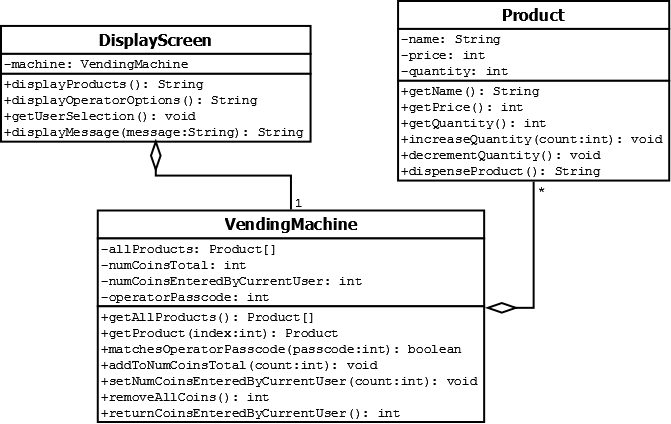 DisplayScreen
-machine: VendingMachine
+displayProducts(): String
+displayOperatorOptions(): String
+getUserSelection(): void
+displayMessage(message:String): String
Product
-name: String
-price: int
-quantity: int
+getName(): String
+getPrice(): int
+getQuantity(): int
+increaseQuantity(count:int): void
+decrementQuantity(): void
+dispenseProduct(): String
1
*
VendingMachine
-allProducts: Product[]
-numCoinsTotal: int
-numCoinsEnteredByCurrentUser: int
-operatorPasscode: int
+getAllProducts(): Product[]
+getProduct(index:int): Product
+matchesOperatorPasscode(passcode:int): boolean
+addToNumCoinsTotal(count:int): void
+setNumCoinsEnteredByCurrentUser(count:int): void
+removeAllCoins(): int
+returnCoinsEnteredByCurrentUser(): int